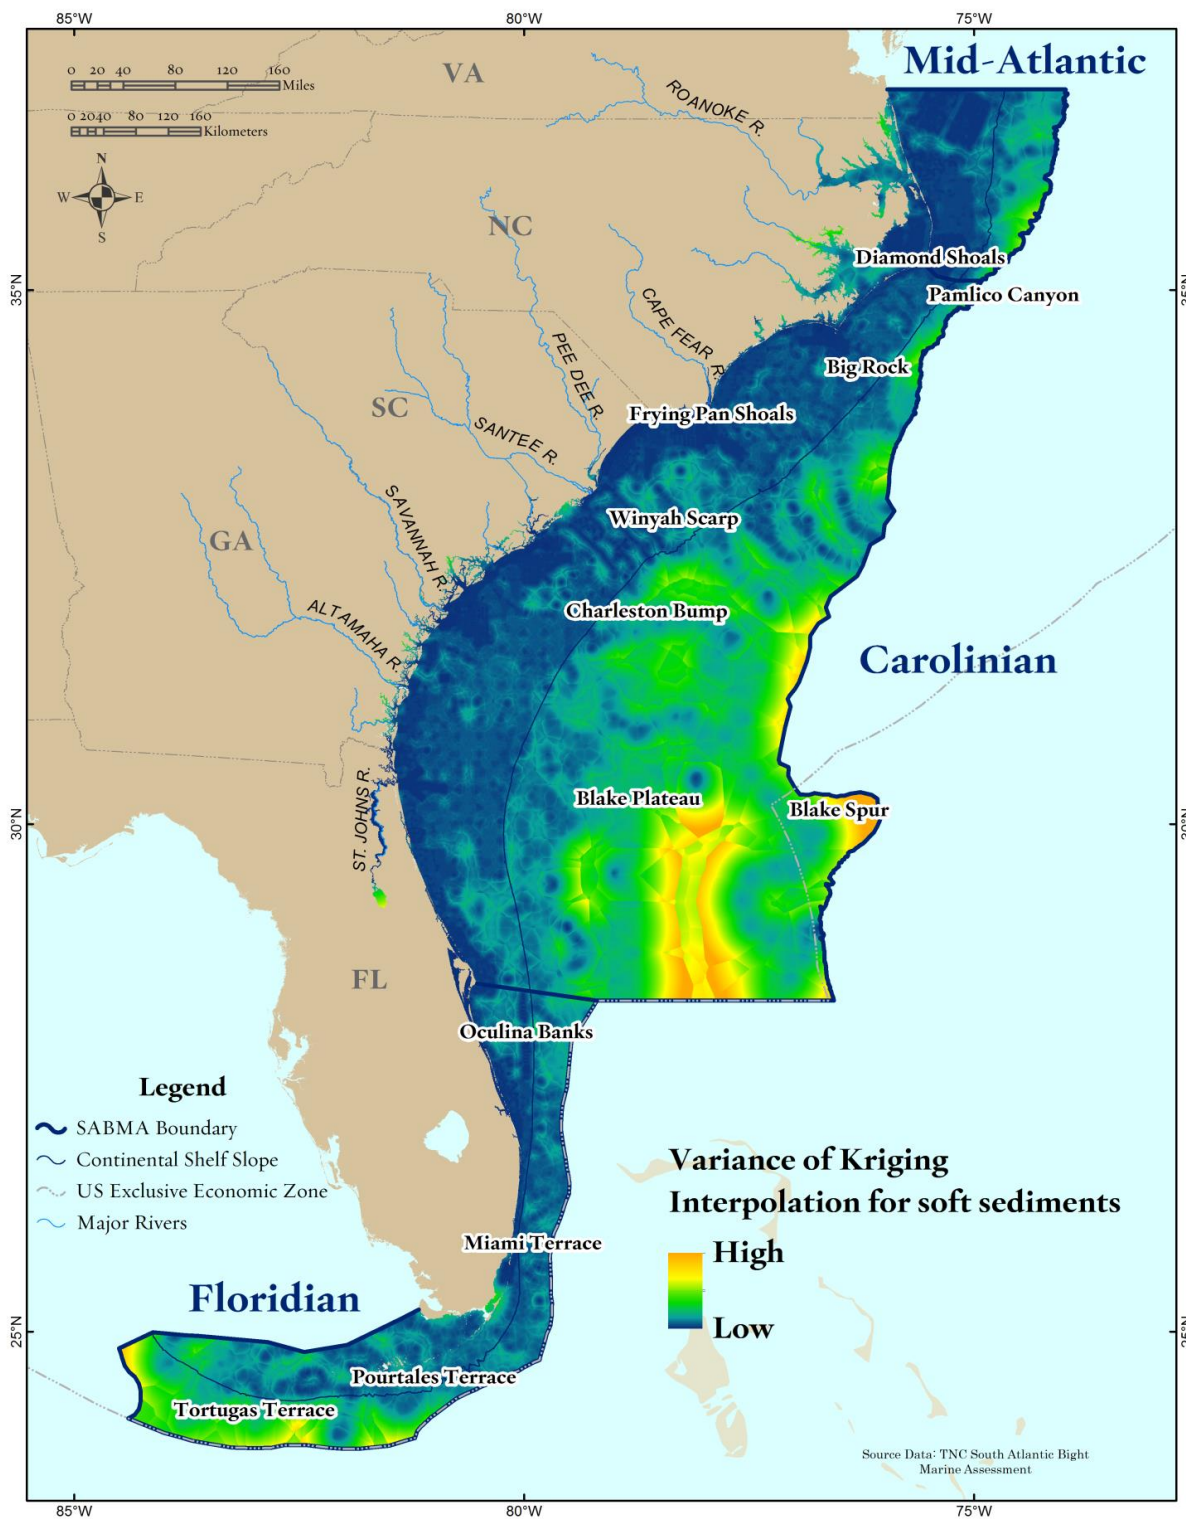 85°W 80°W 75°W
Mid-Atlantic
VA
0 20 40 80 120 160
Miles
0 20 40 80 120 160
Kilometers
ROANOKE R.
N
W E
S
NC
Diamond Shoals
35°N
Pamlico Canyon
CAPE FEAR R.
PEE DEE R.
Big Rock
SC
Frying Pan Shoals
SANTEE R.
SAVANNAH R.
Winyah Scarp
GA
ALTAMAHA R.
Charleston Bump
Carolinian
ST. JOHNS R.
Blake Plateau
Blake Spur
30°N
FL
Oculina Banks
Legend
SABMA Boundary
Continental Shelf Slope
US Exclusive Economic Zone
Major Rivers
Variance of Kriging
Interpolation for soft sediments
High
Low
Miami Terrace
Floridian
25°N
Pourtales Terrace
Tortugas Terrace
Source Data: TNC South Atlantic Bight
Marine Assessment
85°W 80°W 75°W